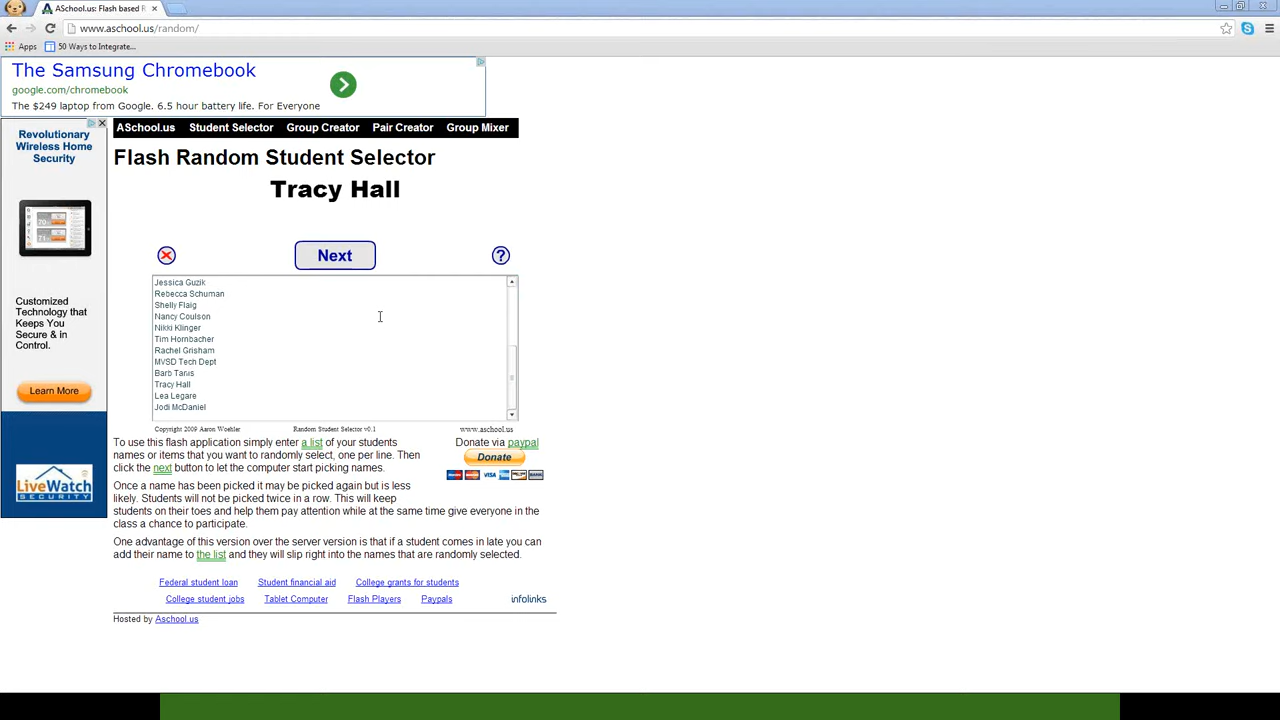 ASchool.us: Flash based R
www.aschool.us/random/
Apps 50 Ways to Integrate...
The Samsung Chromebook
google.com/chromebook
The $249 laptop from Google. 6.5 hour battery life. For Everyone
Revolutionary
Wireless Home
Security
Customized
Technology that
Keeps You
Secure & in
Control.
Learn More
LiveWatch
SECURITY
ASchool.us Student Selector Group Creator Pair Creator Group Mixer
Flash Random Student Selector
Tracy Hall
Next ?
Jessica Guzik
Rebecca Schuman
Shelly Flaig
Nancy Coulson
Nikki Klinger
Tim Hornbacher
Rachel Grisham
MVSD Tech Dept
Barb Tams
Tracy Hall
Lea Legare
Jodi McDaniel
Copyright 2009 Aaron Woehler Random Student Selector v0.1 www.aschool.us
To use this flash application simply enter a list of your students
names or items that you want to randomly select, one per line. Then
click the next button to let the computer start picking names.
Donate via paypal
Donate
VISA
Once a name has been picked it may be picked again but is less
likely. Students will not be picked twice in a row. This will keep
students on their toes and help them pay attention while at the same time give everyone in the
class a chance to participate.
One advantage of this version over the server version is that if a student comes in late you can
add their name to the list and they will slip right into the names that are randomly selected.
Federal student loan Student financial aid College grants for students
College student jobs Tablet Computer Flash Players Paypals infolinks
Hosted by Aschool.us